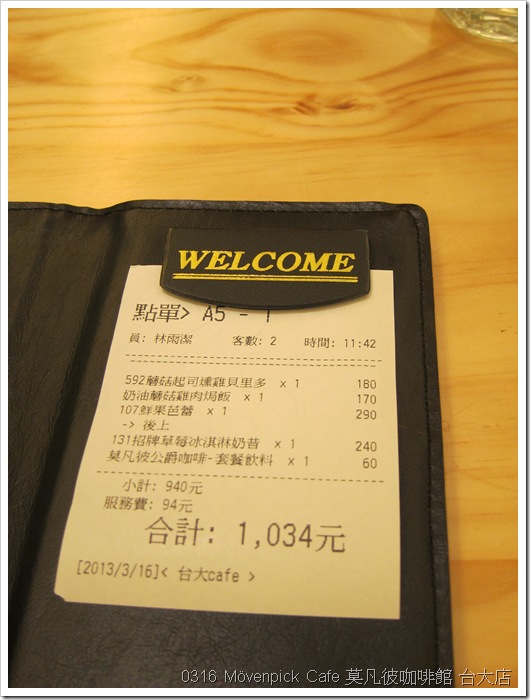 WELCOME
點單> A5 - 1
員: 林雨潔 客數: 2 時間: 11:42
592蘑菇起司燻雞貝里多 x 1 180
奶油蘑菇雞肉焗飯 x 1 170
107鮮果芭蕾 x 1 290
-> 後上
131招牌草莓冰淇淋奶昔 x 1 240
莫凡彼公爵咖啡-套餐飲料 x 1 60
小計: 940元
服務費: 94元
合計: 1,034元
[2013/3/16]< 台大cafe >
0316 Mövenpick Cafe 莫凡彼咖啡館 台大店